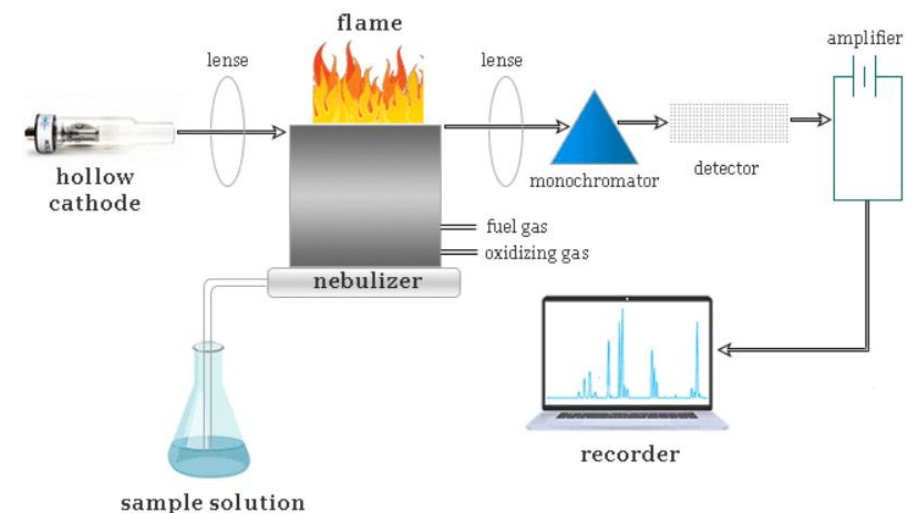 flame
lense
lense
amplifier
hollow
cathode
monochromator
detector
fuel gas
oxidizing gas
nebulizer
recorder
sample solution